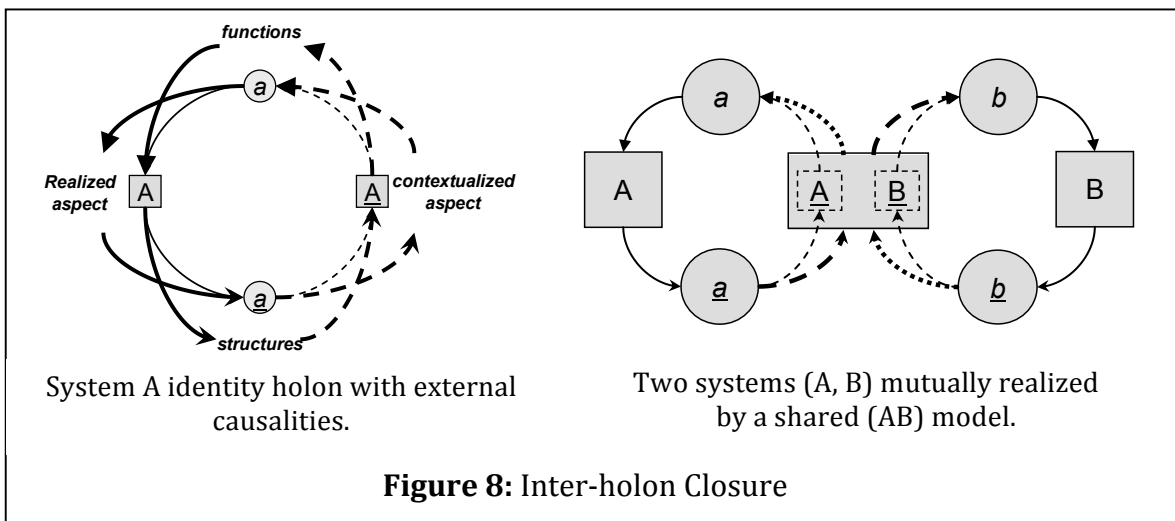 functions
a
Realized
aspect
A
A
contextualized
aspect
a
structures
System A identity holon with external
causalities.
a
b
A
A
B
B
a
b
Two systems (A, B) mutually realized
by a shared (AB) model.
Figure 8: Inter-holon Closure